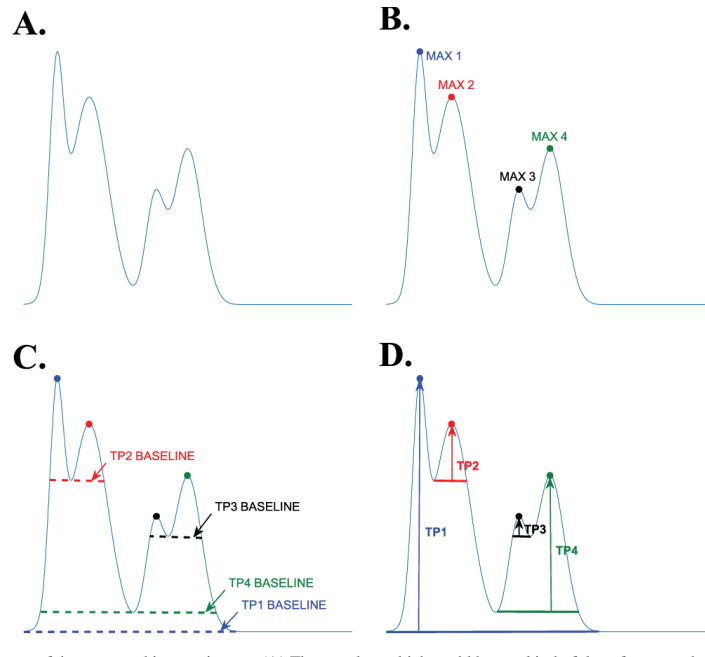 A.
B.
MAX 1
MAX 2
MAX 4
MAX 3
C.
D.
TP2 BASELINE
TP3 BASELINE
TP4 BASELINE
TP1 BASELINE
TP2
TP3
TP1
TP4